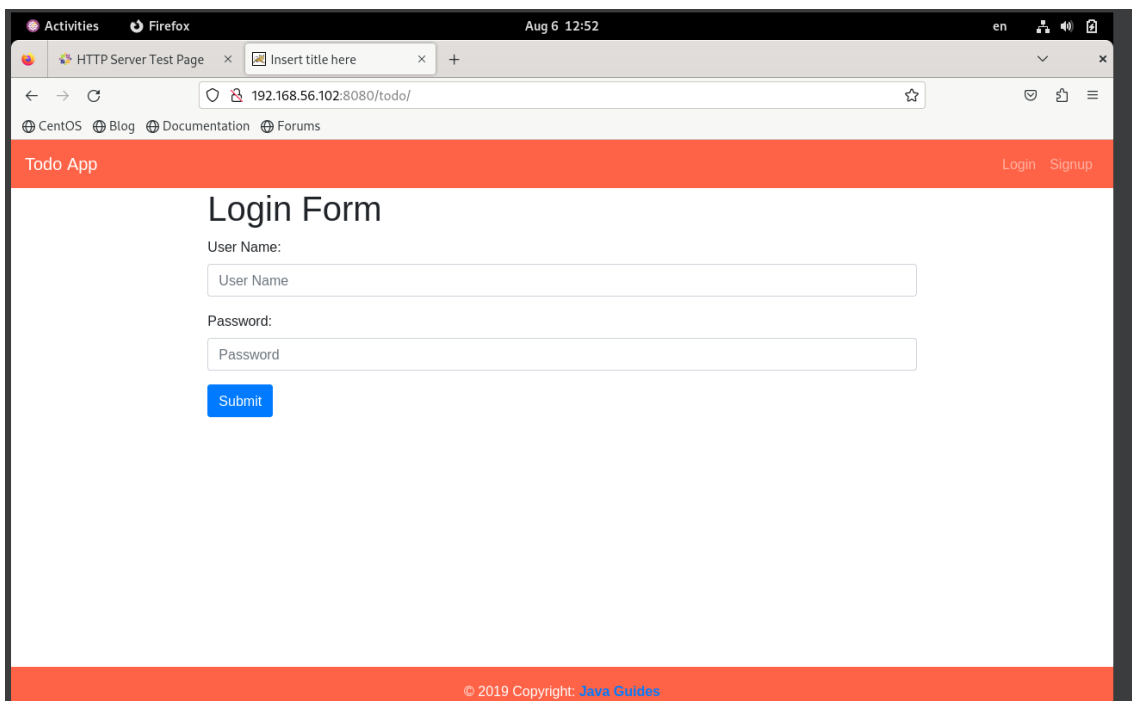 Activities Firefox Aug 6 12:52 en
HTTP Server Test Page Insert title here
192.168.56.102:8080/todo/
CentOS Blog Documentation Forums
Todo App Login Signup
Login Form
User Name:
User Name
Password:
Password
Submit
© 2019 Copyright: Java Guides